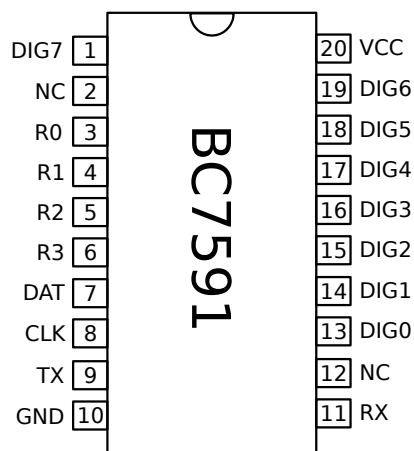 DIG7 1
NC 2
R0 3
R1 4
R2 5
R3 6
DAT 7
CLK 8
TX 9
GND 10
BC7591
20 VCC
19 DIG6
18 DIG5
17 DIG4
16 DIG3
15 DIG2
14 DIG1
13 DIG0
12 NC
11 RX